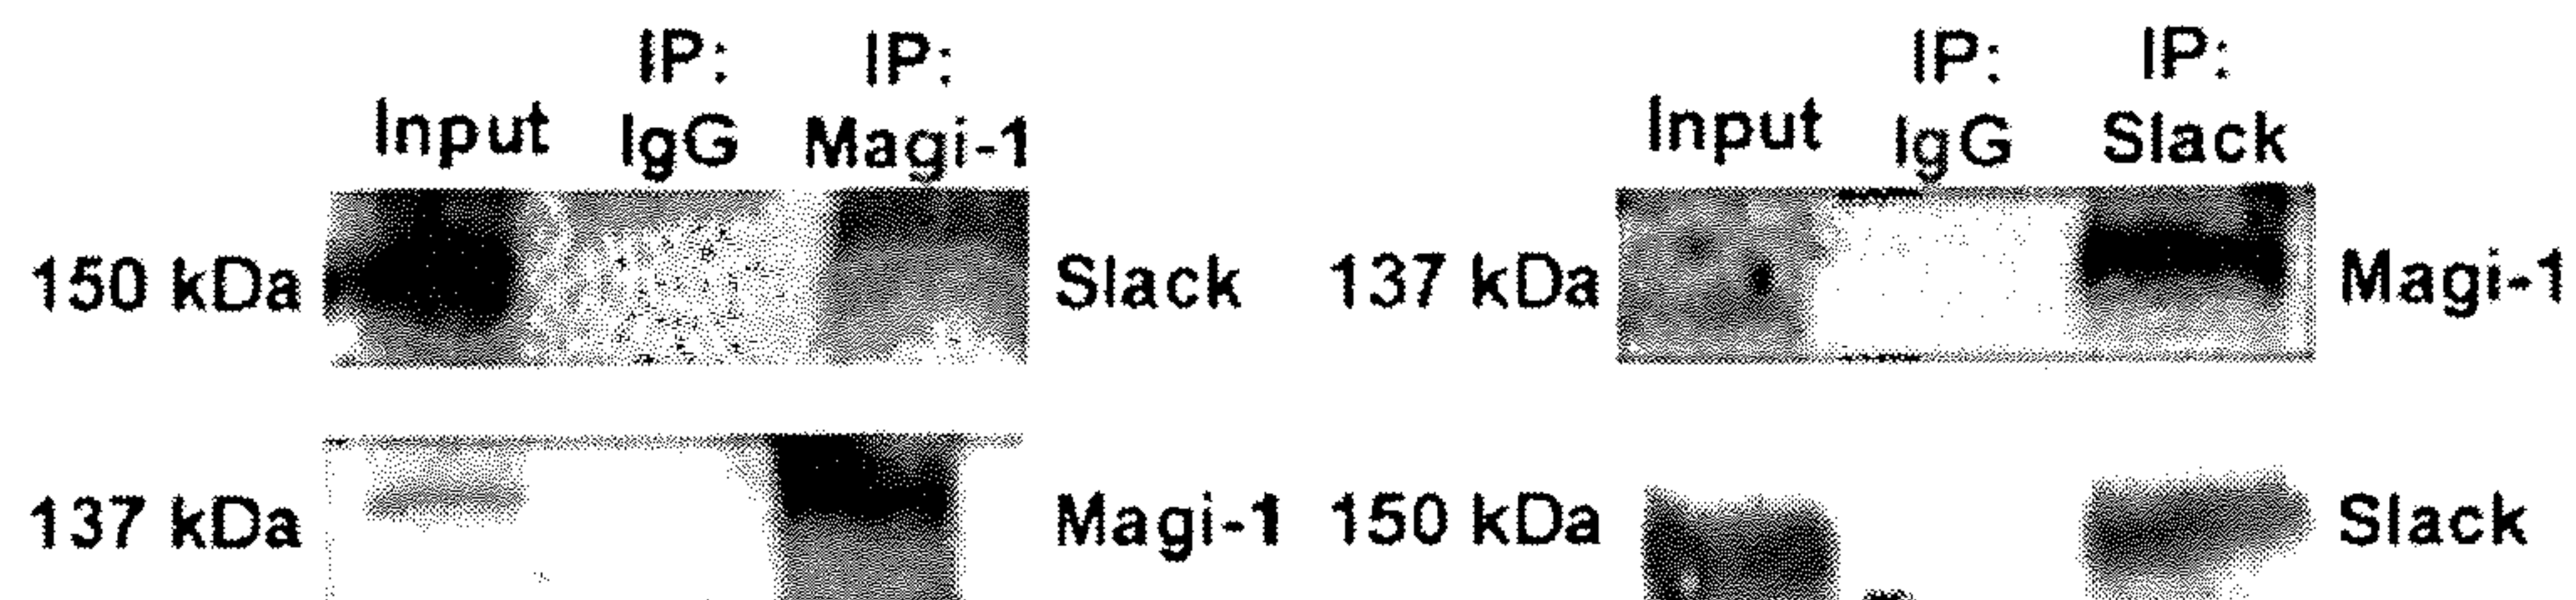 IP: IP:
Input IgG Magi-1
150 kDa Slack
137 kDa Magi-1
IP: IP:
Input IgG Slack
137 kDa Magi-1
150 kDa Slack